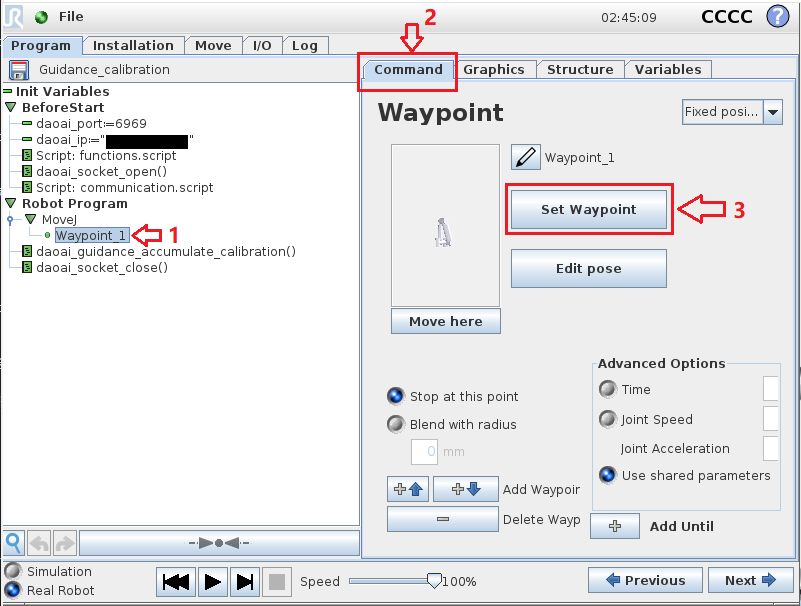 File
02:45:09
CCCC
?
2
Program
Installation
Move
I/O
Log
Guidance_calibration
Command
Graphics
Structure
Variables
Init Variables
BeforeStart
daoai_port:=6969
daoai_ip:=" "
Script: functions.script
daoai_socket_open()
Script: communication.script
Robot Program
MoveJ
Waypoint_1
1
daoai_guidance_accumulate_calibration()
daoai_socket_close()
Waypoint
Fixed posi...
Waypoint_1
Set Waypoint
3
Edit pose
Move here
Stop at this point
Blend with radius
0 mm
Add Waypoir
Delete Wayp
Advanced Options
Time
Joint Speed
Joint Acceleration
Use shared parameters
Add Until
Simulation
Real Robot
Speed
100%
Previous
Next